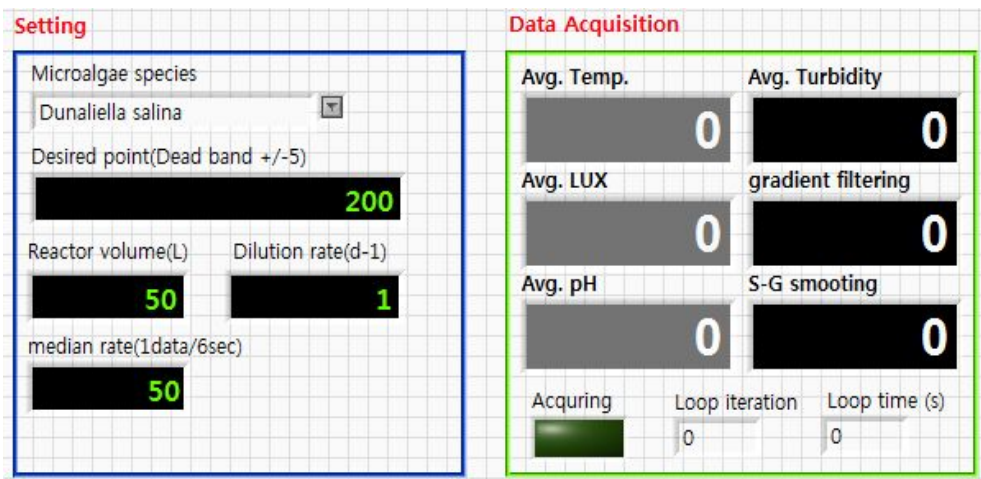 Setting
Microalgae species
Dunaliella salina
Desired point(Dead band +/-5)
200
Reactor volume(L) Dilution rate(d-1)
50 1
median rate(1data/6sec)
50
Data Acquisition
Avg. Temp. Avg. Turbidity
0 0
Avg. LUX gradient filtering
0 0
Avg. pH S-G smooting
0 0
Acquring Loop iteration Loop time (s)
0 0